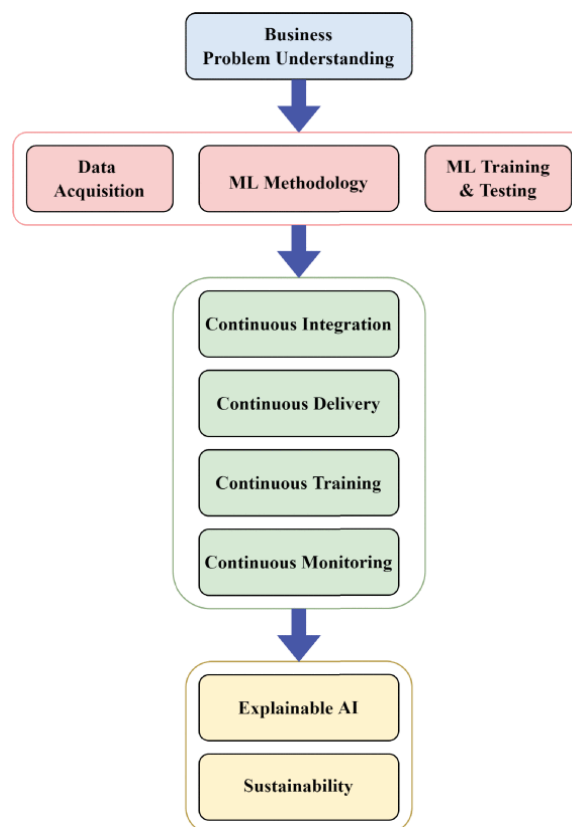 Business
Problem Understanding
Data
Acquisition
ML Methodology
ML Training
& Testing
Continuous Integration
Continuous Delivery
Continuous Training
Continuous Monitoring
Explainable AI
Sustainability